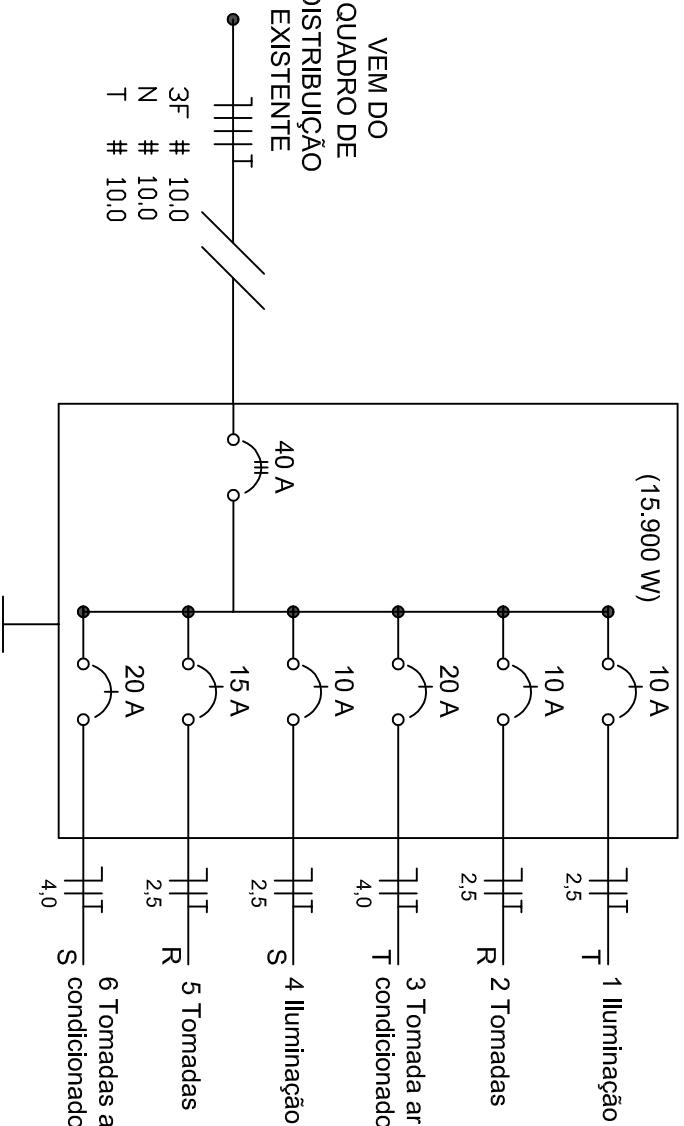 VEM DO
QUADRO DE
DISTRIBUIÇÃO
EXISTENTE
3F # 10.0
N # 10.0
T # 10.0
(15.900 W)
40 A
10 A
2,5
T
1 Iluminação
10 A
2,5
R
2 Tomadas
20 A
4,0
T
3 Tomada ar
condicionado
10 A
2,5
S
4 Iluminação
15 A
2,5
R
5 Tomadas
20 A
4,0
S
6 Tomadas a
condicionado